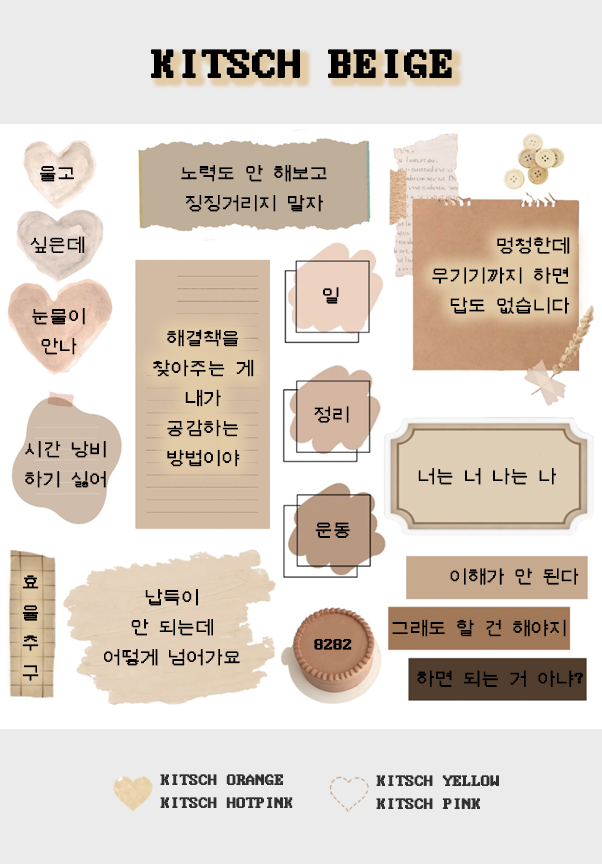 KITSCH BEIGE
울고
싶은데
눈물이
안나
시간 낭비
하기 싫어
효
율
추
구
노력도 안 해보고
징징거리지 말자
해결책을
찾아주는 게
내가
공감하는
방법이야
납득이
안 되는데
어떻게 넘어가요
일
정리
운동
8282
멍청한데
우기기까지 하면
답도 없습니다
너는 너 나는 나
이해가 안 된다
그래도 할 건 해야지
하면 되는 거 아냐?
KITSCH ORANGE
KITSCH HOTPINK
KITSCH YELLOW
KITSCH PINK